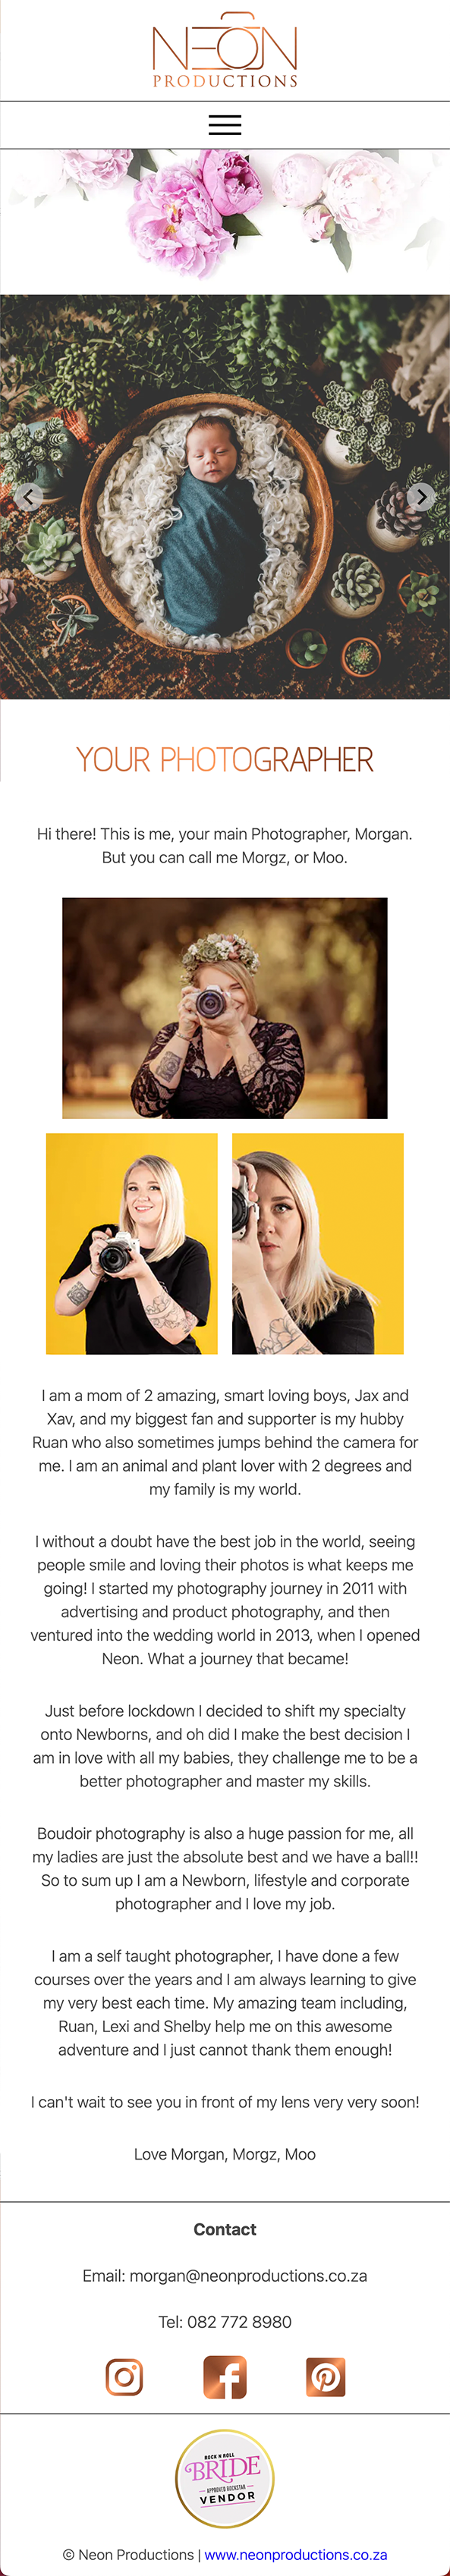 NEON
PRODUCTIONS
YOUR PHOTOGRAPHER
Hi there! This is me, your main Photographer, Morgan.
But you can call me Morgz, or Moo.
I am a mom of 2 amazing, smart loving boys, Jax and
Xav, and my biggest fan and supporter is my hubby
Ruan who also sometimes jumps behind the camera for
me. I am an animal and plant lover with 2 degrees and
my family is my world.
I without a doubt have the best job in the world, seeing
people smile and loving their photos is what keeps me
going! I started my photography journey in 2011 with
advertising and product photography, and then
ventured into the wedding world in 2013, when I opened
Neon. What a journey that became!
Just before lockdown I decided to shift my specialty
onto Newborns, and oh did I make the best decision I
am in love with all my babies, they challenge me to be a
better photographer and master my skills.
Boudoir photography is also a huge passion for me, all
my ladies are just the absolute best and we have a ball!!
So to sum up I am a Newborn, lifestyle and corporate
photographer and I love my job.
I am a self taught photographer, I have done a few
courses over the years and I am always learning to give
my very best each time. My amazing team including,
Ruan, Lexi and Shelby help me on this awesome
adventure and I just cannot thank them enough!
I can't wait to see you in front of my lens very very soon!
Love Morgan, Morgz, Moo
Contact
Email: morgan@neonproductions.co.za
Tel: 082 772 8980
ROCK N ROLL
BRIDE
APPROVED ROCKSTAR
VENDOR
© Neon Productions | www.neonproductions.co.za